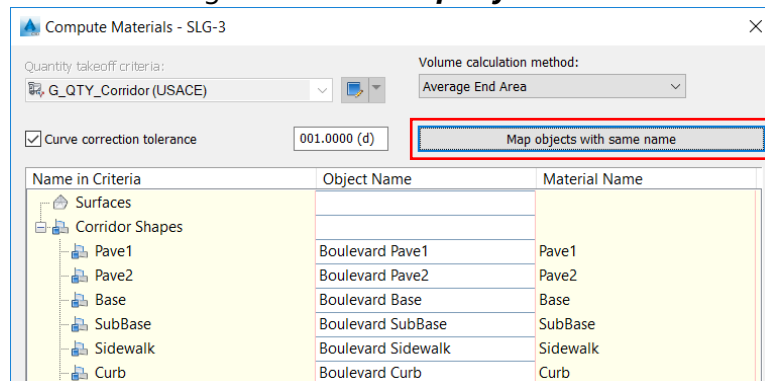 Compute Materials - SLG-3
Quantity takeoff criteria:
Volume calculation method:
G_QTY_Corridor (USACE)
Average End Area
Curve correction tolerance
001.0000 (d)
Map objects with same name
Name in Criteria Object Name Material Name
Surfaces
Corridor Shapes
Pave1 Boulevard Pave1 Pave1
Pave2 Boulevard Pave2 Pave2
Base Boulevard Base Base
SubBase Boulevard SubBase SubBase
Sidewalk Boulevard Sidewalk Sidewalk
Curb Boulevard Curb Curb